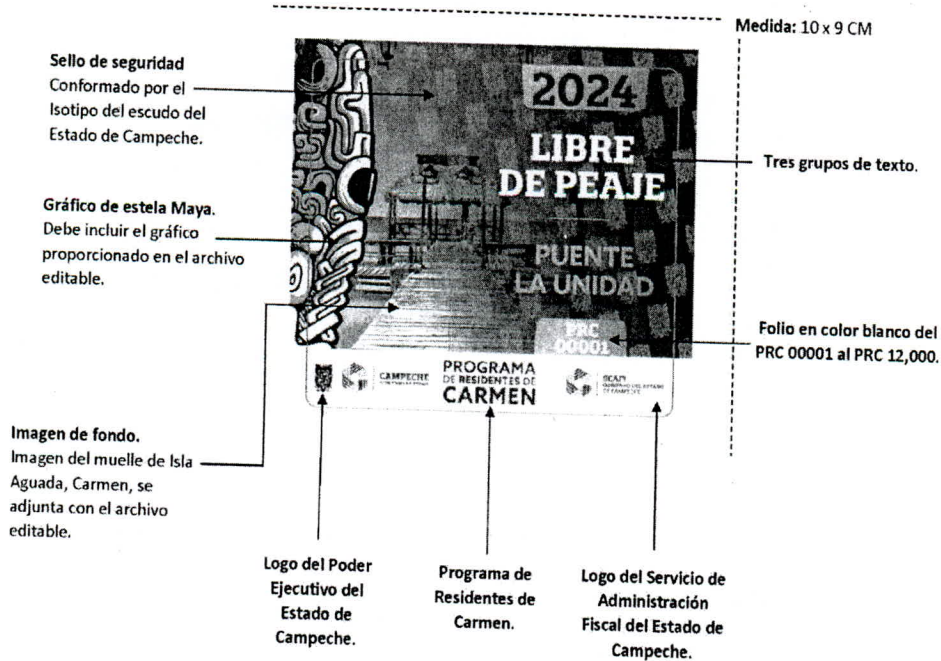 Medida: 10 x 9 CM
Sello de seguridad
Conformado por el
Isotipo del escudo del
Estado de Campeche.
Gráfico de estela Maya.
Debe incluir el gráfico
proporcionado en el archivo
editable.
Imagen de fondo.
Imagen del muelle de Isla
Aguada, Carmen, se
adjunta con el archivo
editable.
2024
LIBRE
DE PEAJE
PUENTE
LA UNIDAD
PRC
00001
CAMPECHE
PROGRAMA
DE RESIDENTES DE
CARMEN
Tres grupos de texto.
Folio en color blanco del
PRC 00001 al PRC 12,000.
Logo del Poder
Ejecutivo del
Estado de
Campeche.
Programa de
Residentes de
Carmen.
Logo del Servicio de
Administración
Fiscal del Estado de
Campeche.